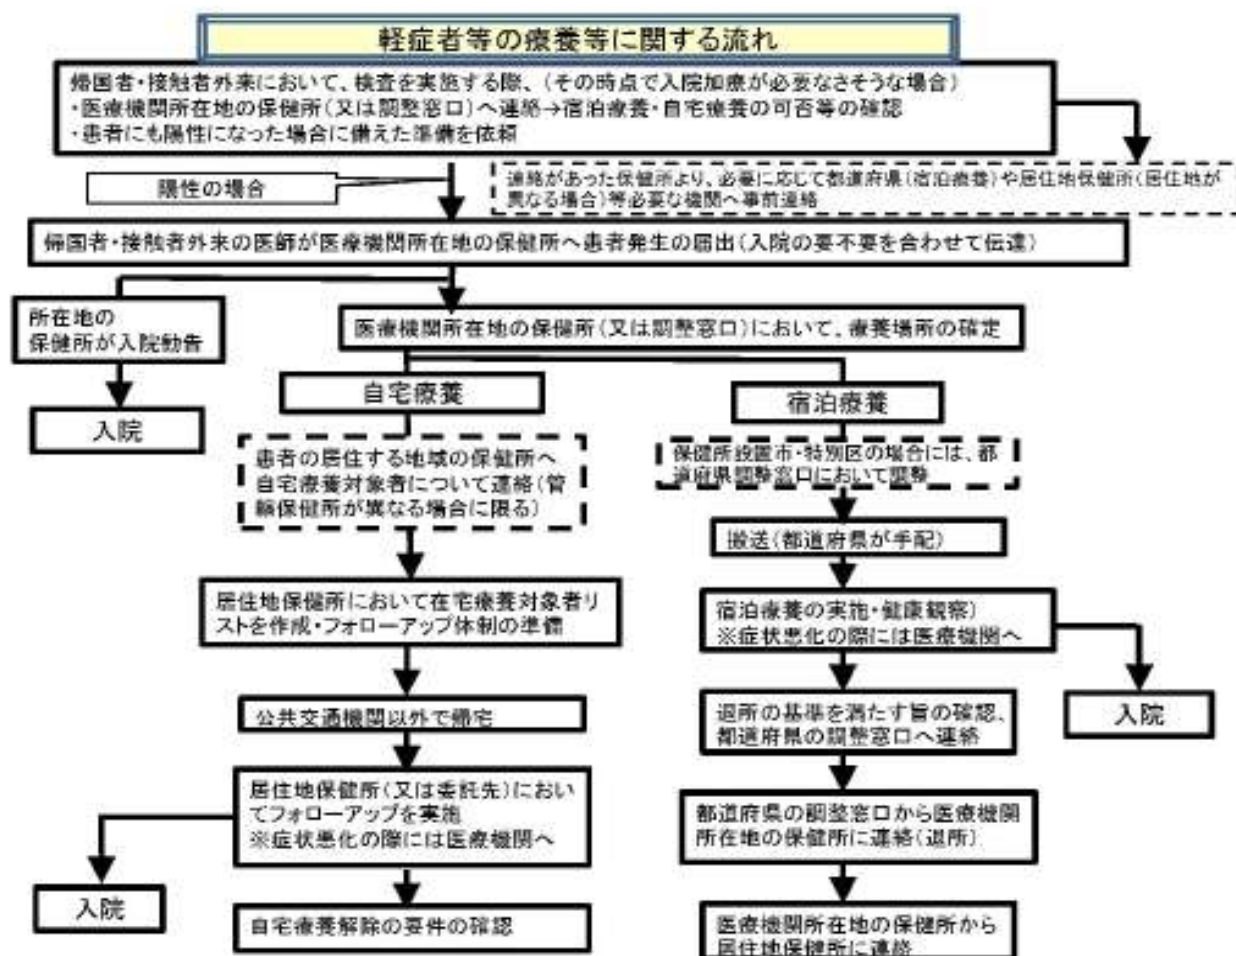 軽症者等の療養等に関する流れ
帰国者・接触者外来において、検査を実施する際、(その時点で入院加療が必要なさそうな場合)
・医療機関所在地の保健所(又は調整窓口)へ連絡→宿泊療養・自宅療養の可否等の確認
・患者にも陽性になった場合に備えた準備を依頼
陽性の場合
連絡があった保健所より、必要に応じて都道府県(宿泊療養)や居住地保健所(居住地が
異なる場合)等必要な機関へ事前連絡
帰国者・接触者外来の医師が医療機関所在地の保健所へ患者発生の届出(入院の要不要を合わせて伝達)
所在地の
保健所が入院勧告
入院
医療機関所在地の保健所(又は調整窓口)において、療養場所の確定
自宅療養
患者の居住する地域の保健所へ
自宅療養対象者について連絡(管
轄保健所が異なる場合に限る)
居住地保健所において在宅療養対象者リ
ストを作成・フォローアップ体制の準備
公共交通機関以外で帰宅
居住地保健所(又は委託先)におい
てフォローアップを実施
※症状悪化の際には医療機関へ
入院
自宅療養解除の要件の確認
宿泊療養
保健所設置市・特別区の場合には、都
道府県調整窓口において調整
搬送(都道府県が手配)
宿泊療養の実施・健康観察)
※症状悪化の際には医療機関へ
入院
退所の基準を満たす旨の確認、
都道府県の調整窓口へ連絡
都道府県の調整窓口から医療機関
所在地の保健所に連絡(退所)
医療機関所在地の保健所から
居住地保健所に連絡